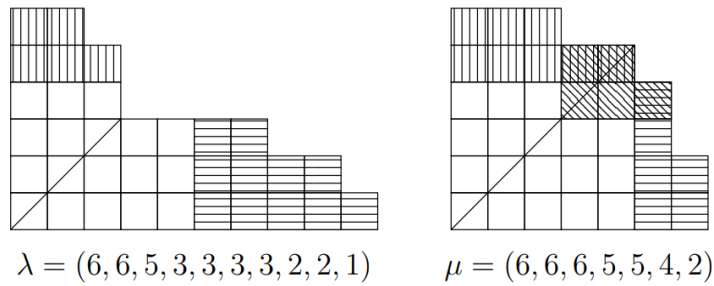 λ = (6, 6, 5, 3, 3, 3, 3, 2, 2, 1)
μ = (6, 6, 6, 5, 5, 4, 2)